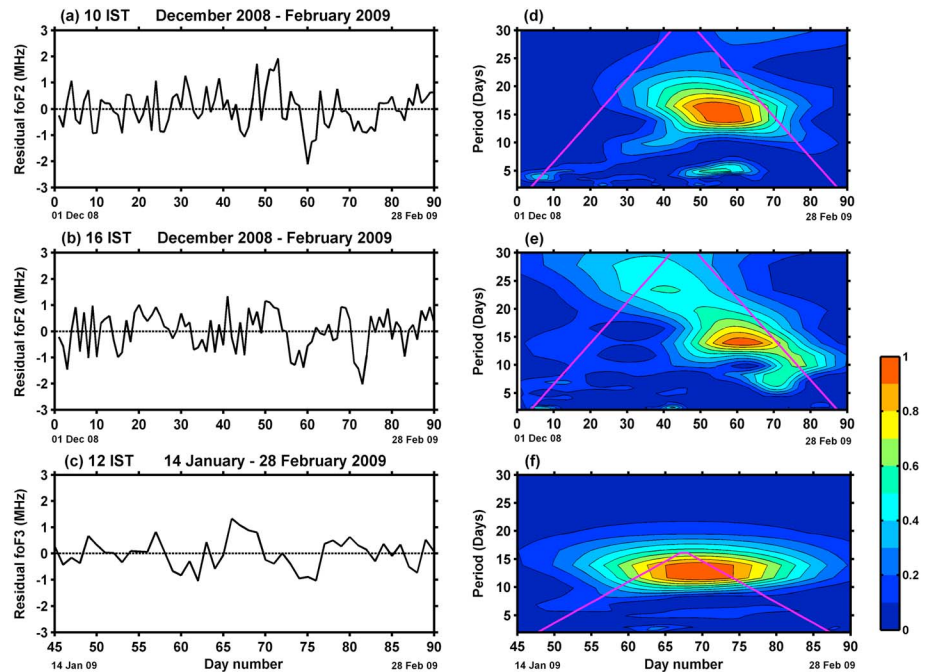 (a) 10 IST December 2008 - February 2009
Residual foF2 (MHz)
3
2
1
0
-1
-2
-3
0 10 20 30 40 50 60 70 80 90
01 Dec 08 28 Feb 09
(d)
Period (Days)
30
25
20
15
10
5
0 10 20 30 40 50 60 70 80 90
01 Dec 08 28 Feb 09
(b) 16 IST December 2008 - February 2009
Residual foF2 (MHz)
3
2
1
0
-1
-2
-3
0 10 20 30 40 50 60 70 80 90
01 Dec 08 28 Feb 09
(e)
Period (Days)
30
25
20
15
10
5
0 10 20 30 40 50 60 70 80 90
01 Dec 08 28 Feb 09
(c) 12 IST 14 January - 28 February 2009
Residual foF3 (MHz)
3
2
1
0
-1
-2
-3
45 50 55 60 65 70 75 80 85 90
14 Jan 09 Day number 28 Feb 09
(f)
Period (Days)
30
25
20
15
10
5
45 50 55 60 65 70 75 80 85 90
14 Jan 09 Day number 28 Feb 09
1
0.8
0.6
0.4
0.2
0